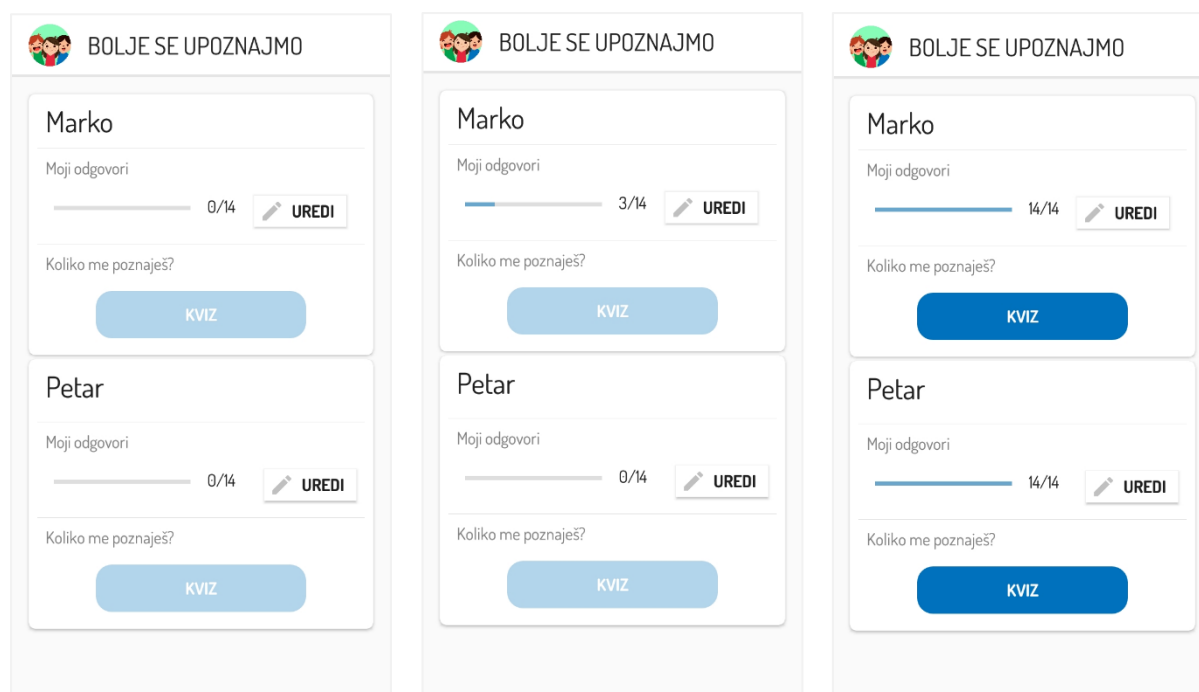 BOLJE SE UPOZNAJMO
Marko
Moji odgovori
0/14 UREDI
Koliko me poznaješ?
KVIZ
Petar
Moji odgovori
0/14 UREDI
Koliko me poznaješ?
KVIZ
BOLJE SE UPOZNAJMO
Marko
Moji odgovori
3/14 UREDI
Koliko me poznaješ?
KVIZ
Petar
Moji odgovori
0/14 UREDI
Koliko me poznaješ?
KVIZ
BOLJE SE UPOZNAJMO
Marko
Moji odgovori
14/14 UREDI
Koliko me poznaješ?
KVIZ
Petar
Moji odgovori
14/14 UREDI
Koliko me poznaješ?
KVIZ